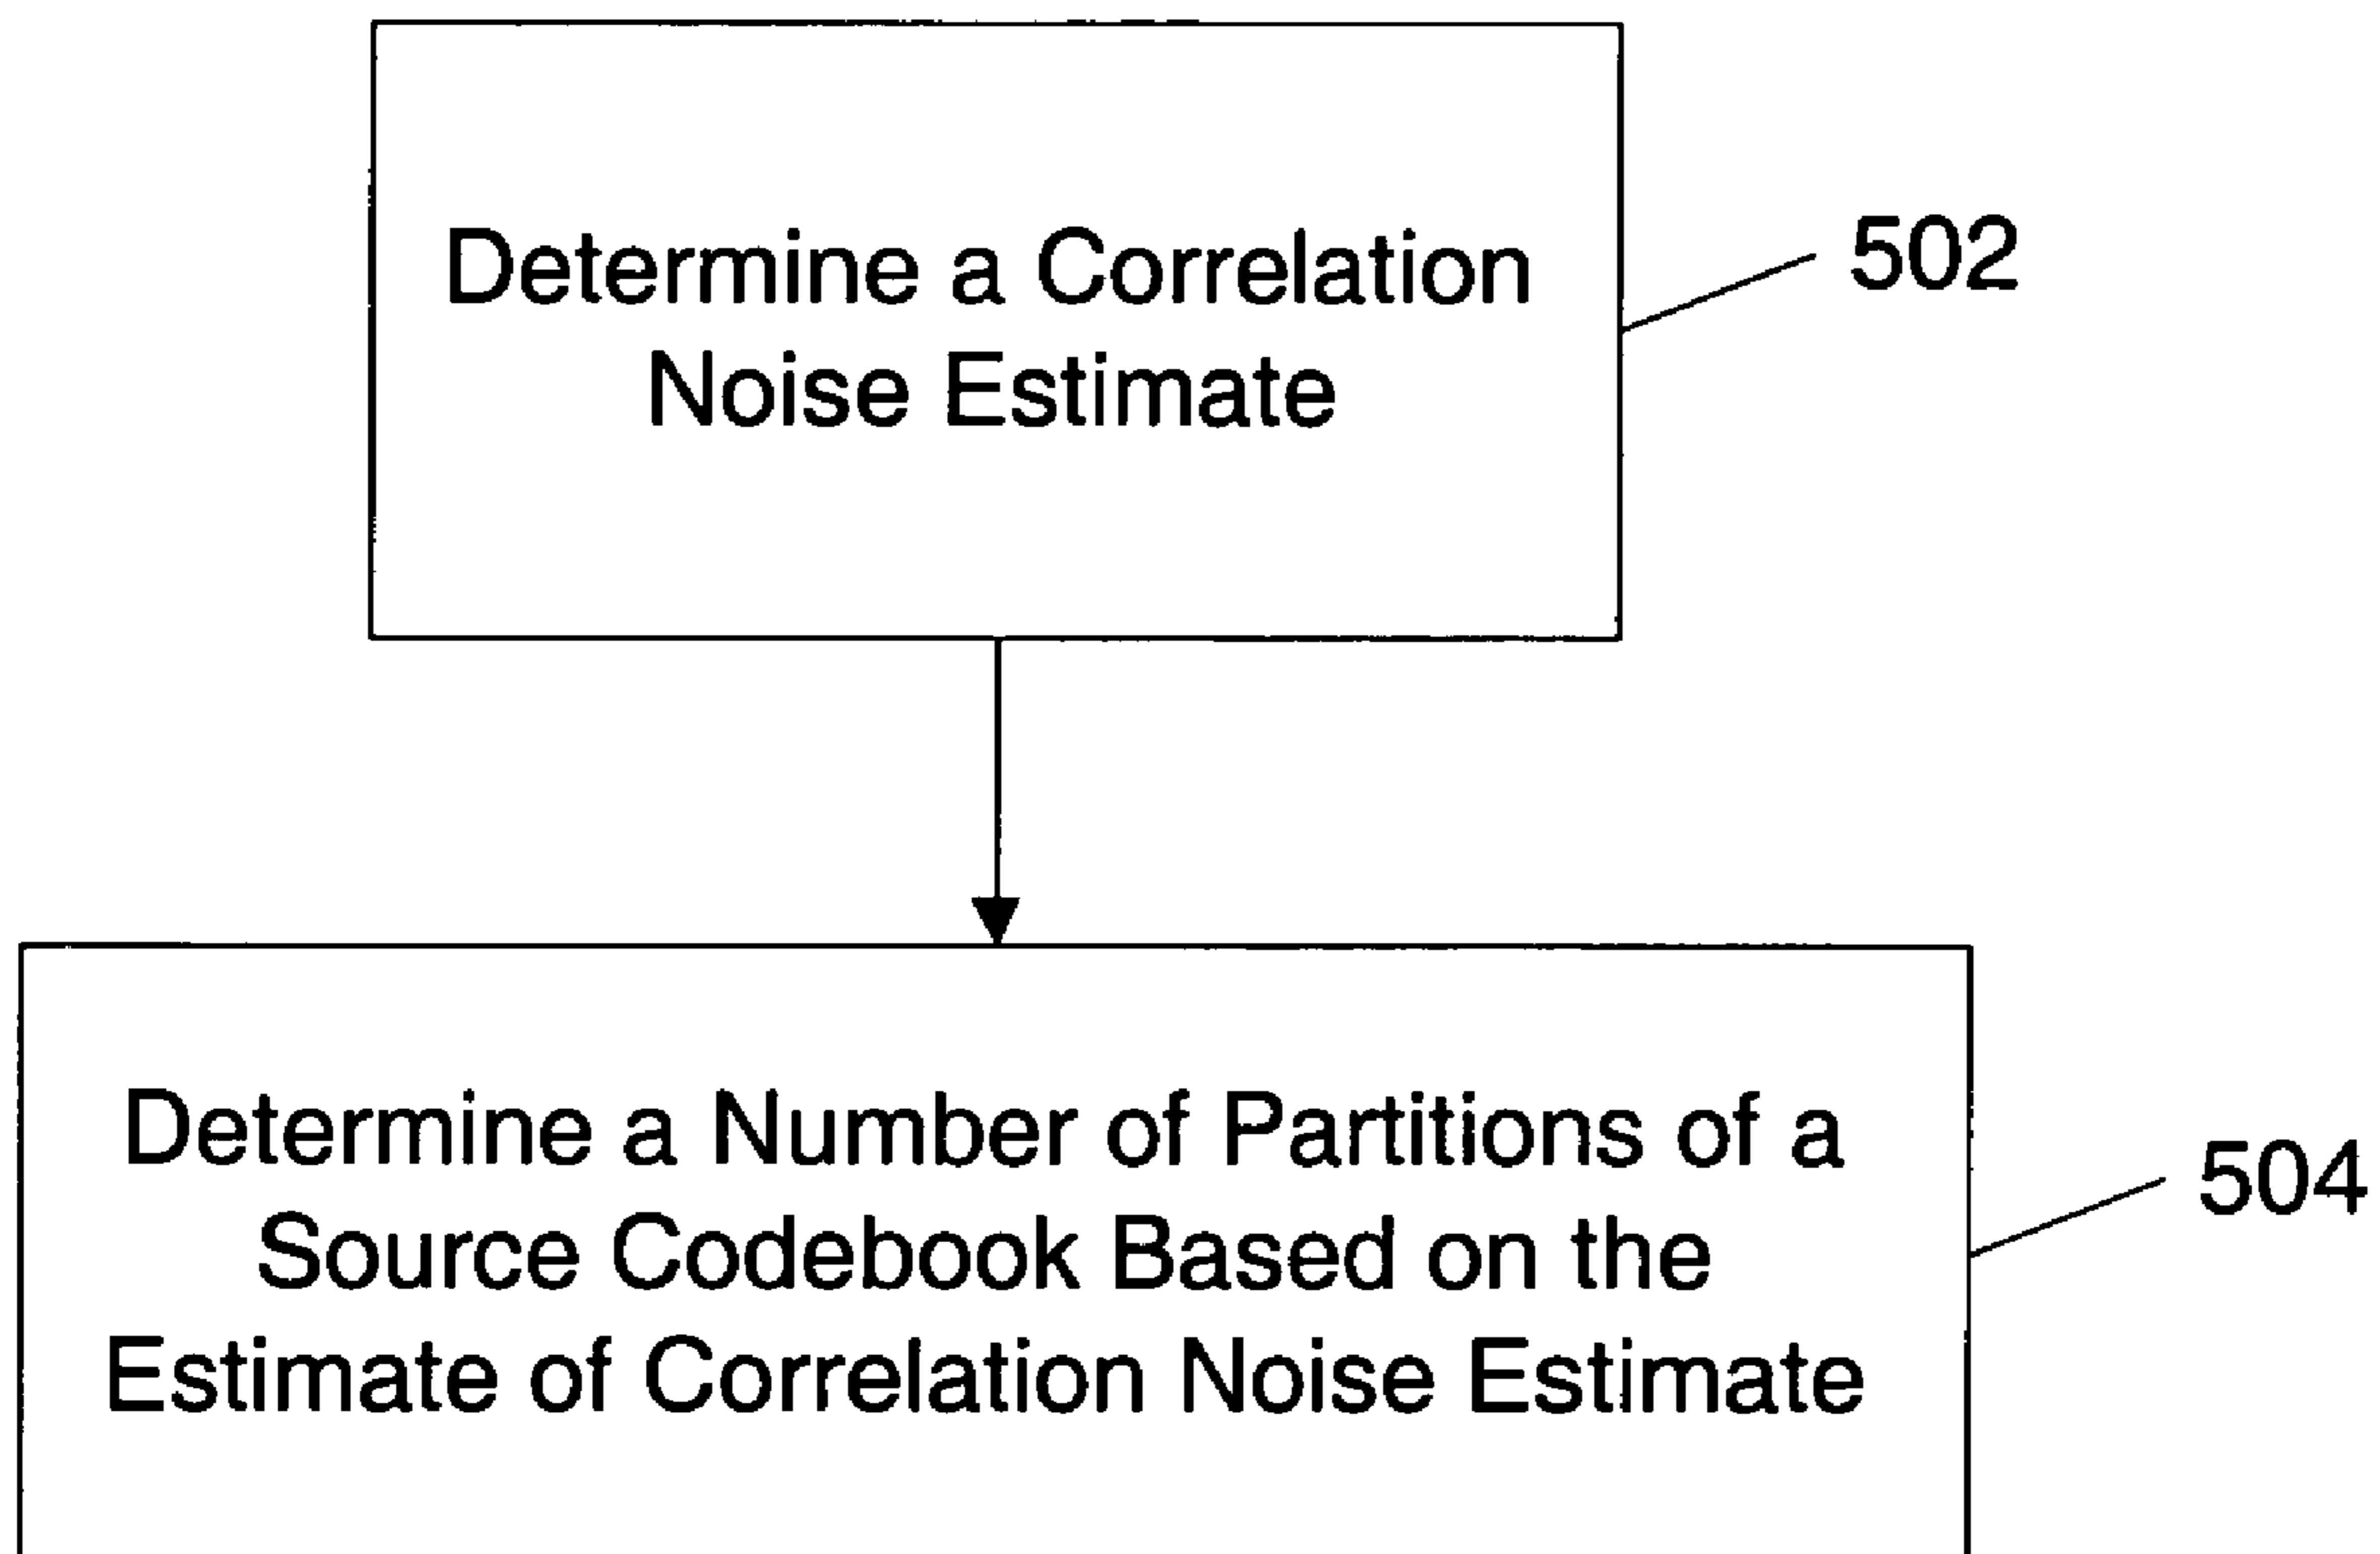 Determine a Correlation
Noise Estimate
502
Determine a Number of Partitions of a
Source Codebook Based on the
Estimate of Correlation Noise Estimate
504